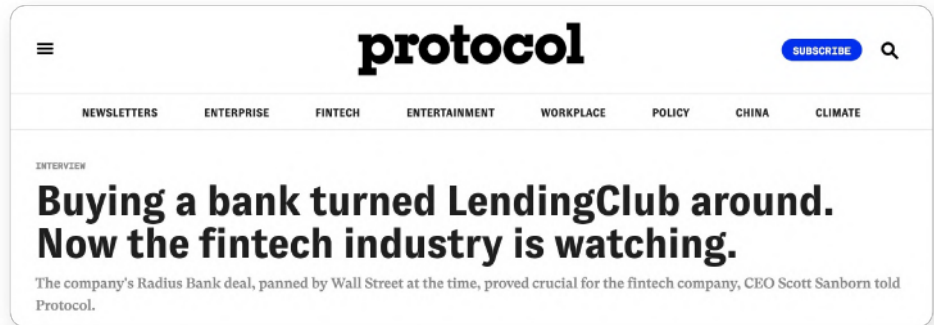 protocol
SUBSCRIBE
NEWSLETTERS ENTERPRISE FINTECH ENTERTAINMENT WORKPLACE POLICY CHINA CLIMATE
INTERVIEW
Buying a bank turned LendingClub around.
Now the fintech industry is watching.
The company's Radius Bank deal, panned by Wall Street at the time, proved crucial for the fintech company, CEO Scott Sanborn told
Protocol.